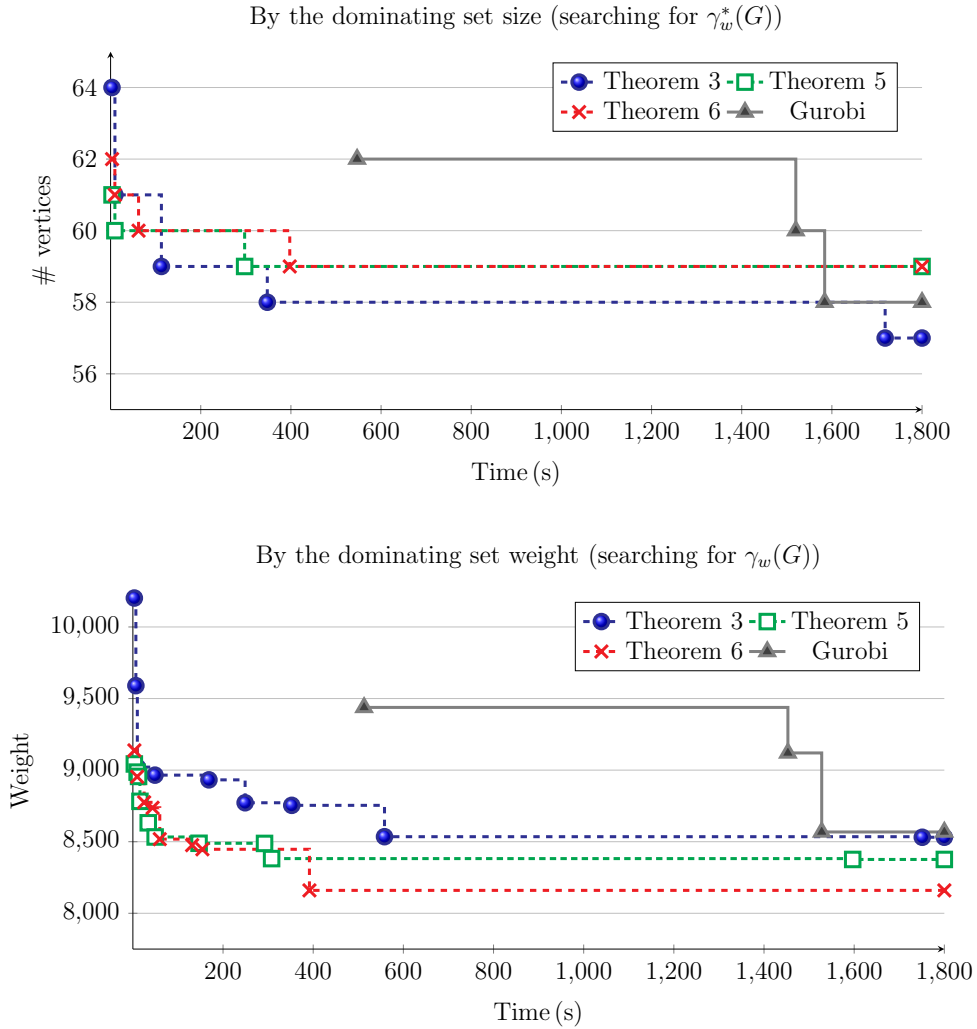 By the dominating set size (searching for γ*w(G))
Theorem 3 Theorem 5
Theorem 6 Gurobi
64
62
60
58
56
# vertices
200 400 600 800 1,000 1,200 1,400 1,600 1,800
Time (s)
By the dominating set weight (searching for γw(G))
Theorem 3 Theorem 5
Theorem 6 Gurobi
10,000
9,500
9,000
8,500
8,000
Weight
200 400 600 800 1,000 1,200 1,400 1,600 1,800
Time (s)